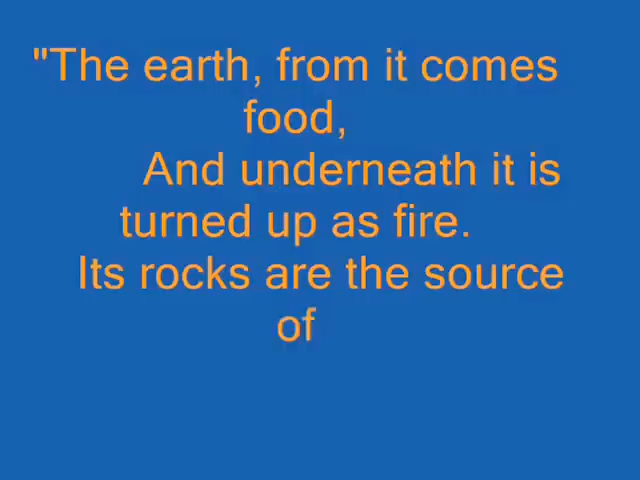 "The earth, from it comes
food,
And underneath it is
turned up as fire.
Its rocks are the source
of